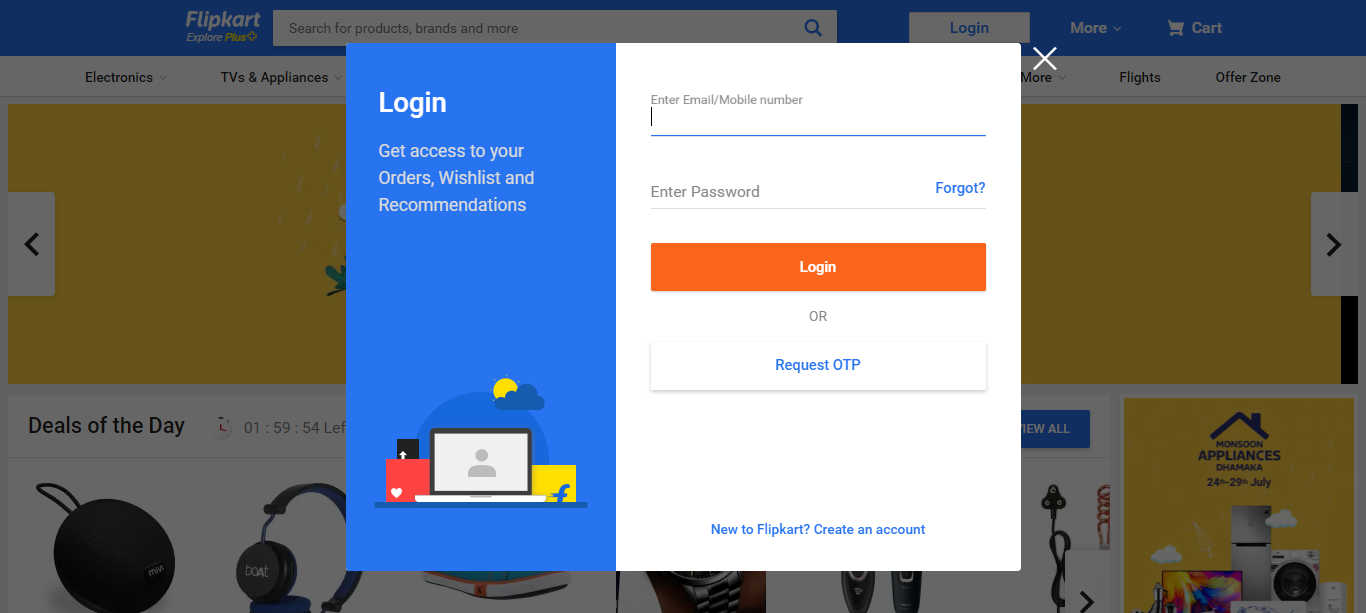 Flipkart
Explore Plus
Search for products, brands and more
Login
More
Cart
Electronics
TVs & Appliances
More
Flights
Offer Zone
Login
Get access to your
Orders, Wishlist and
Recommendations
Enter Email/Mobile number
Enter Password
Forgot?
Login
OR
Request OTP
New to Flipkart? Create an account
Deals of the Day
01 : 59 : 54 Lef
VIEW ALL
MONSOON
APPLIANCES
DHAMAKA
24th-29th July
mivi
boAt
f